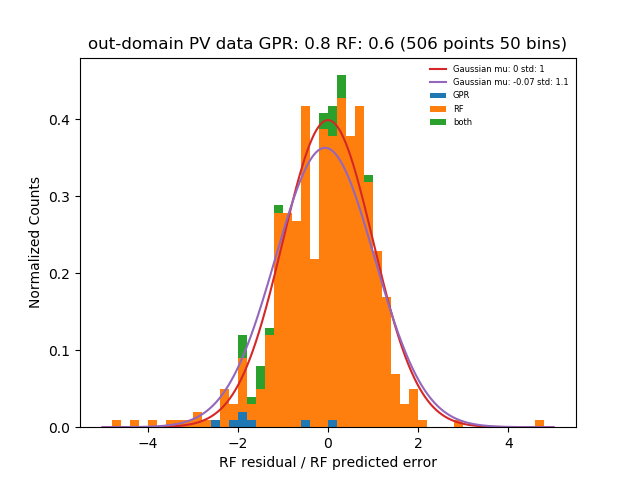 out-domain PV data GPR: 0.8 RF: 0.6 (506 points 50 bins)
Gaussian mu: 0 std: 1
Gaussian mu: -0.07 std: 1.1
GPR
RF
both
Normalized Counts
0.4
0.3
0.2
0.1
0.0
−4 −2 0 2 4
RF residual / RF predicted error